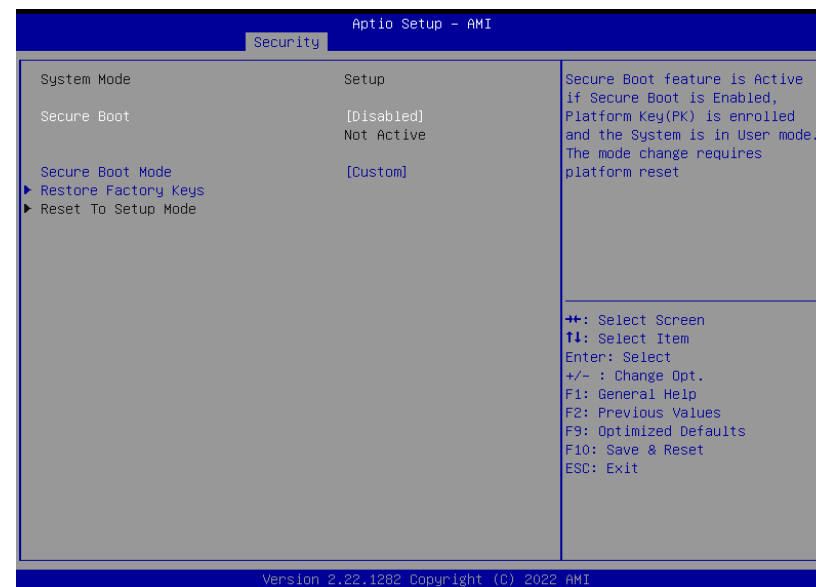 Aptio Setup – AMI
Security
System Mode Setup
Secure Boot [Disabled]
Not Active
Secure Boot Mode [Custom]
▶ Restore Factory Keys
▶ Reset To Setup Mode
Secure Boot feature is Active
if Secure Boot is Enabled,
Platform Key(PK) is enrolled
and the System is in User mode.
The mode change requires
platform reset
→←: Select Screen
↑↓: Select Item
Enter: Select
+/- : Change Opt.
F1: General Help
F2: Previous Values
F9: Optimized Defaults
F10: Save & Reset
ESC: Exit
Version 2.22.1282 Copyright (C) 2022 AMI